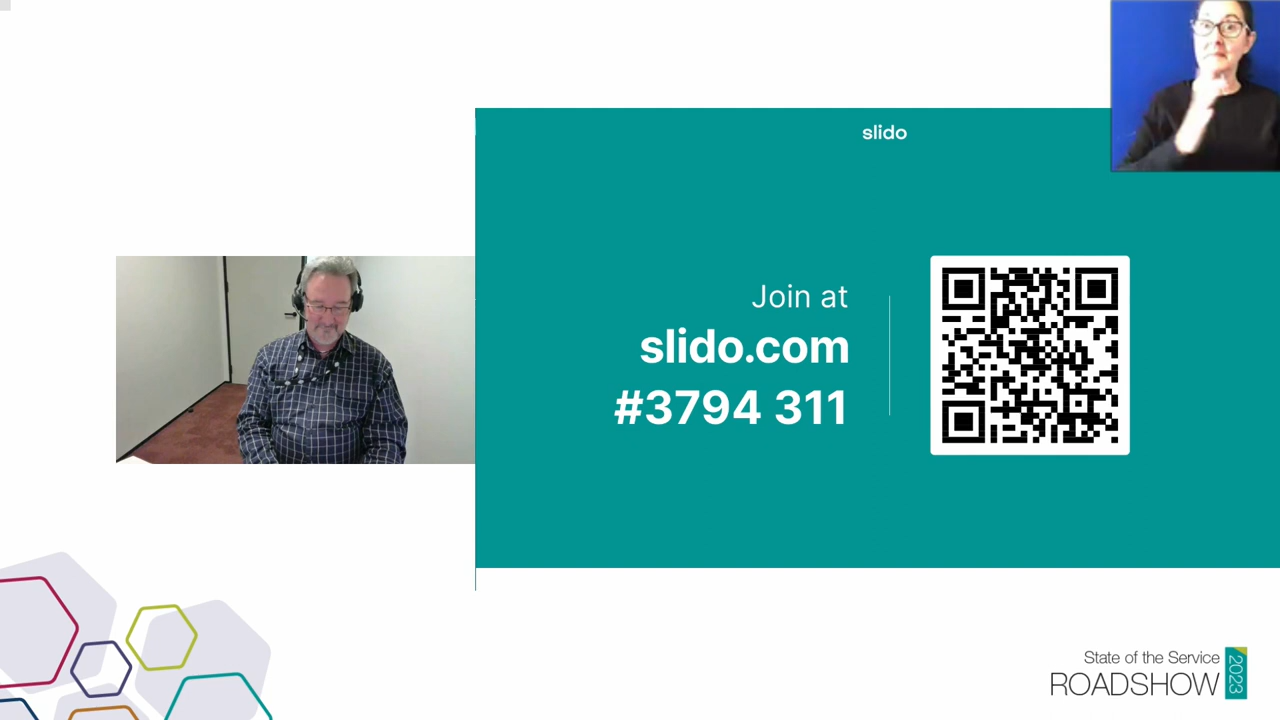 slido
Join at
slido.com
#3794 311
State of the Service
ROADSHOW
2023